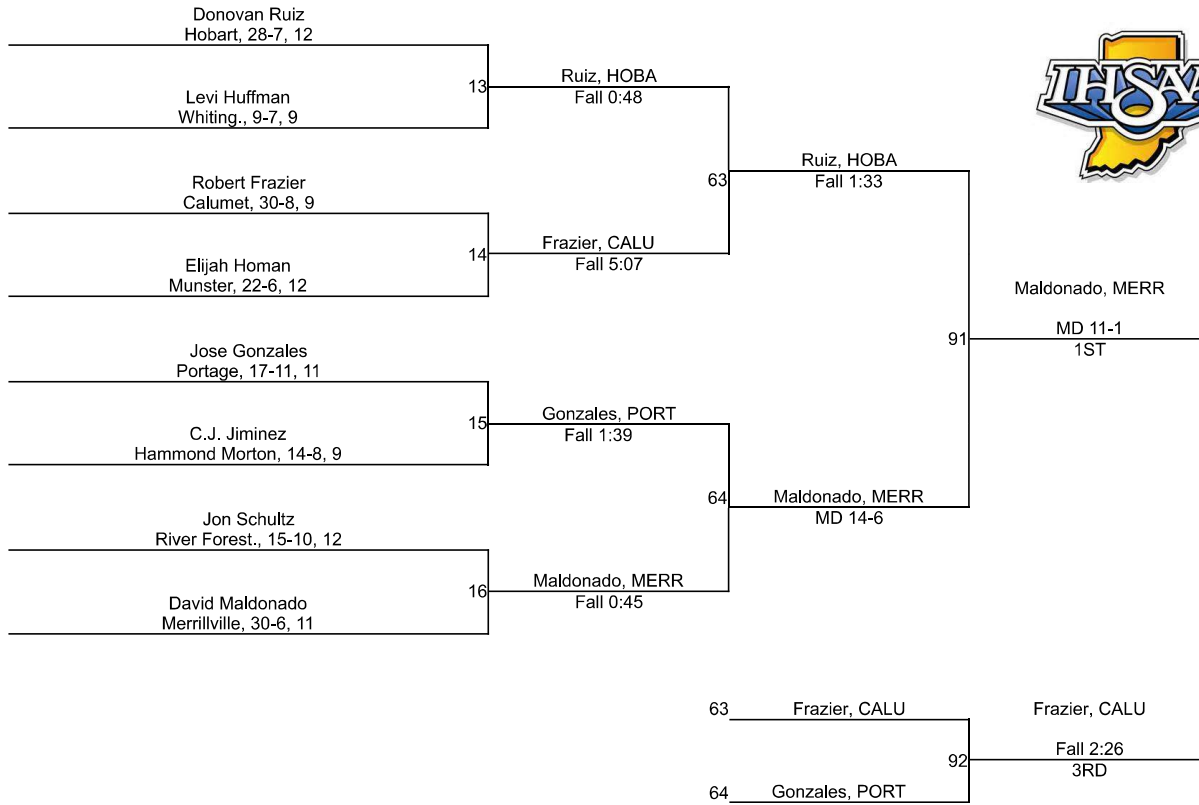 Donovan Ruiz
Hobart, 28-7, 12
13
Ruiz, HOBA
Fall 0:48
Levi Huffman
Whiting., 9-7, 9
63
Ruiz, HOBA
Fall 1:33
Robert Frazier
Calumet, 30-8, 9
14
Frazier, CALU
Fall 5:07
Elijah Homan
Munster, 22-6, 12
91
Maldonado, MERR
MD 11-1
1ST
Jose Gonzales
Portage, 17-11, 11
15
Gonzales, PORT
Fall 1:39
C.J. Jiminez
Hammond Morton, 14-8, 9
64
Maldonado, MERR
MD 14-6
Jon Schultz
River Forest., 15-10, 12
16
Maldonado, MERR
Fall 0:45
David Maldonado
Merrillville, 30-6, 11
63
Frazier, CALU
92
Frazier, CALU
Fall 2:26
3RD
64
Gonzales, PORT
IHSAA